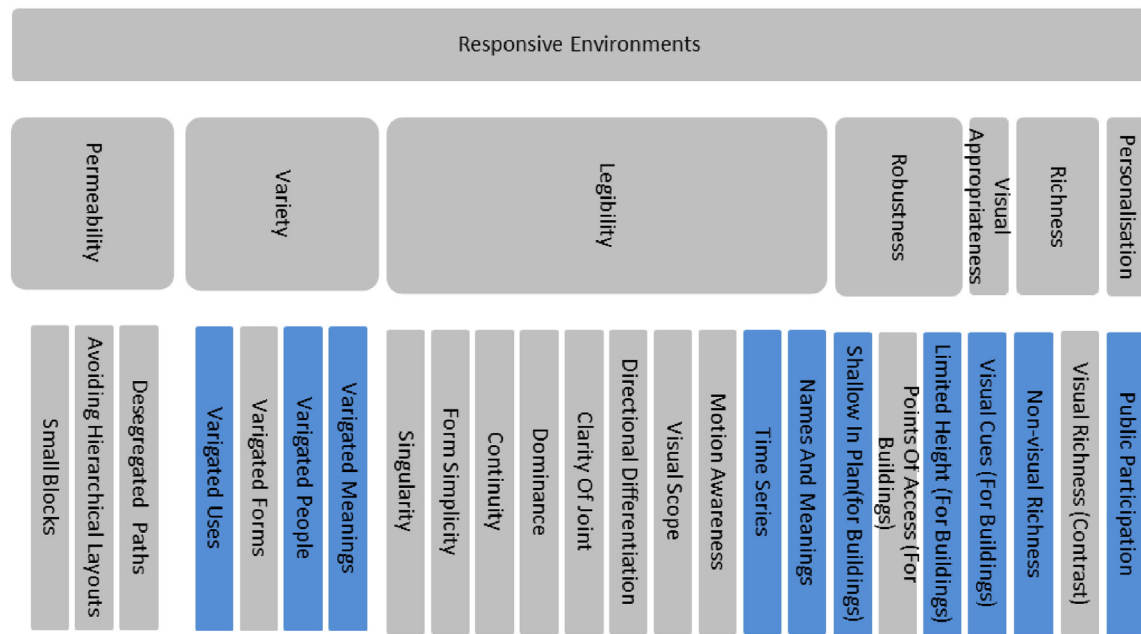 Responsive Environments
Permeability
Variety
Legibility
Robustness
Visual
Appropriateness
Richness
Personalisation
SmallBlocks
Avoiding Hierarchical Layouts
Desegregated Paths
Varigated Uses
Varigated Forms
Varigated People
Varigated Meanings
Singularity
Form Simplicity
Continuity
Dominance
Clarity Of Joint
Directional Differentiation
Visual Scope
Motion Awareness
Time Series
Names And Meanings
Shallow In Plan(for Buildings)
Points Of Access (For
Buildings)
Limited Height (For Buildings)
Visual Cues (For Buildings)
Non-visual Richness
Visual Richness (Contrast)
Public Participation